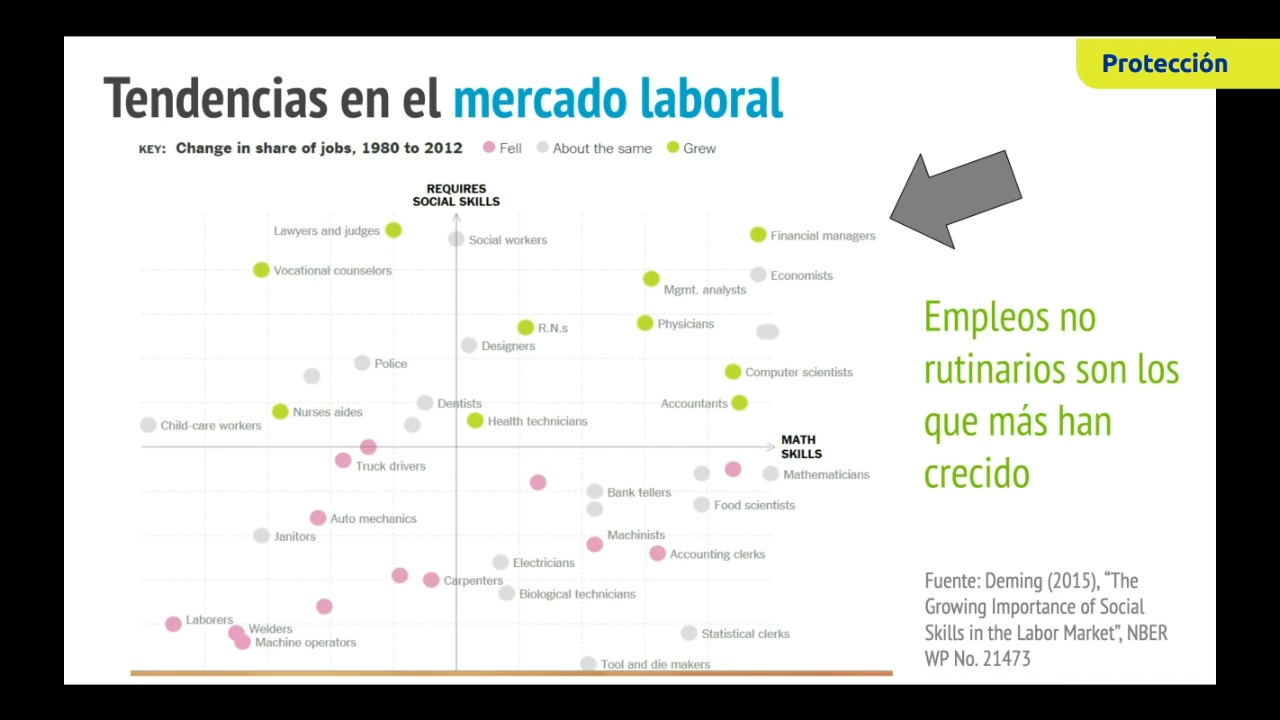 Protección
Tendencias en el mercado laboral
KEY: Change in share of jobs, 1980 to 2012 Fell About the same Grew
REQUIRES
SOCIAL SKILLS
Lawyers and judges
Social workers
Financial managers
Vocational counselors
Economists
Mgmt. analysts
R.N.s
Physicians
Designers
Police
Computer scientists
Nurses aides
Dentists
Accountants
Child-care workers
Health technicians
MATH
SKILLS
Truck drivers
Mathematicians
Bank tellers
Food scientists
Auto mechanics
Janitors
Machinists
Accounting clerks
Electricians
Carpenters
Biological technicians
Laborers
Welders
Machine operators
Statistical clerks
Tool and die makers
Empleos no
rutinarios son los
que más han
crecido
Fuente: Deming (2015), “The
Growing Importance of Social
Skills in the Labor Market”, NBER
WP No. 21473